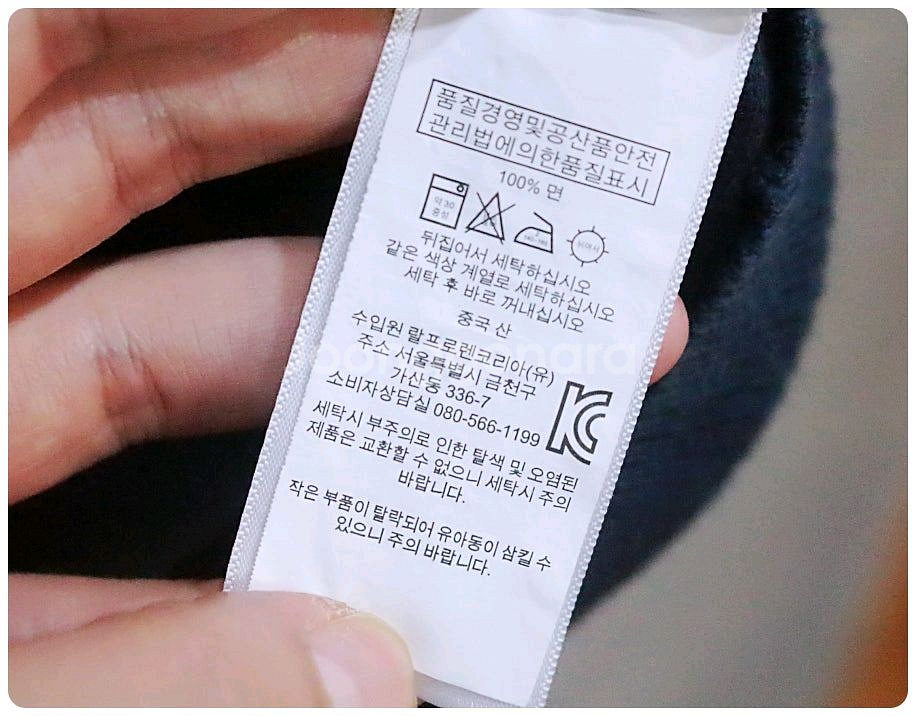 품질경영및공산품안전
관리법에의한품질표시
100% 면
약 30
중성
뒤집어서 세탁하십시오
같은 색상 계열로 세탁하십시오
세탁 후 바로 꺼내십시오
중국 산
수입원 랄프로렌코리아(유)
주소 서울특별시 금천구
가산동 336-7
소비자상담실 080-566-1199
세탁시 부주의로 인한 탈색 및 오염된
제품은 교환할 수 없으니 세탁시 주의
바랍니다.
작은 부품이 탈락되어 유아동이 삼킬 수
있으니 주의 바랍니다.